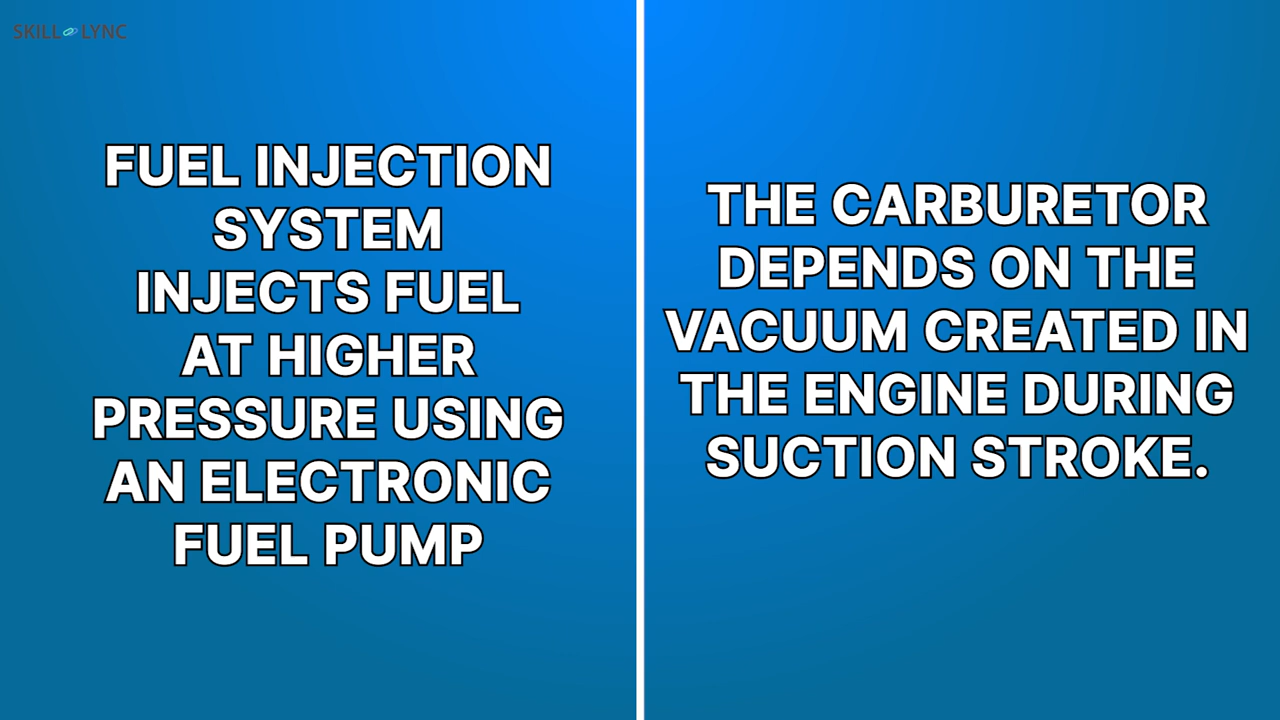 SKILL LYNC
FUEL INJECTION
SYSTEM
INJECTS FUEL
AT HIGHER
PRESSURE USING
AN ELECTRONIC
FUEL PUMP
THE CARBURETOR
DEPENDS ON THE
VACUUM CREATED IN
THE ENGINE DURING
SUCTION STROKE.